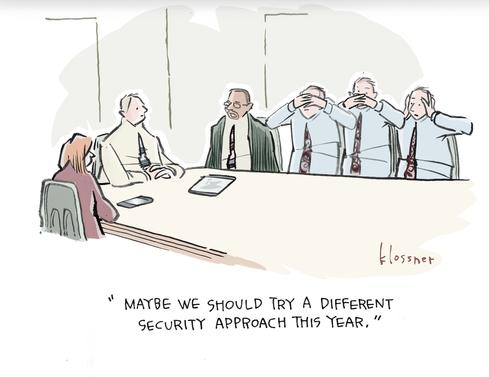 klossner
" MAYBE WE SHOULD TRY A DIFFERENT
SECURITY APPROACH THIS YEAR. "